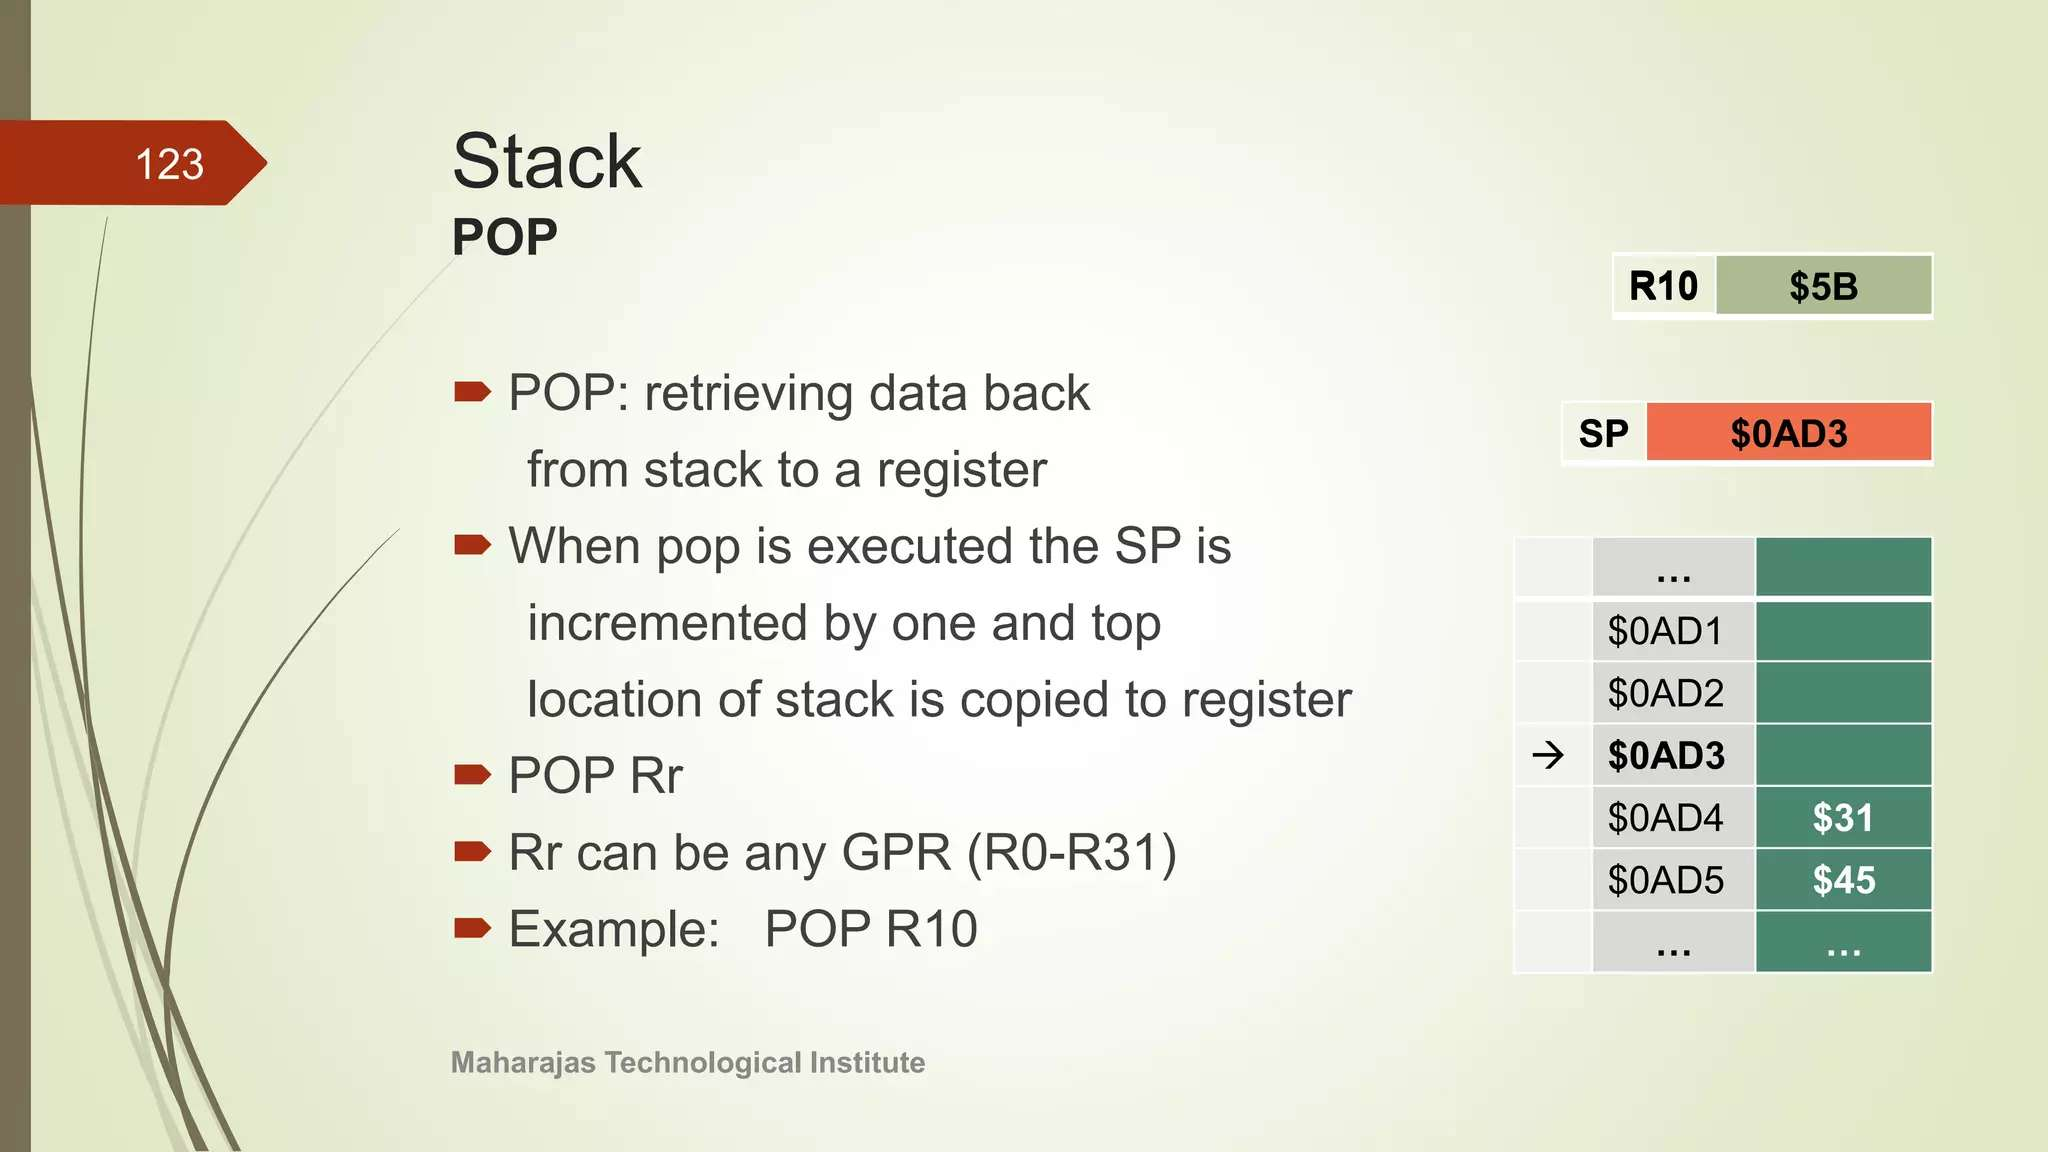 123
Stack
POP
POP: retrieving data back
from stack to a register
When pop is executed the SP is
incremented by one and top
location of stack is copied to register
POP Rr
Rr can be any GPR (R0-R31)
Example: POP R10
R10 $5B
SP $0AD3
...
$0AD1
$0AD2
→ $0AD3
$0AD4 $31
$0AD5 $45
... ...
Maharajas Technological Institute